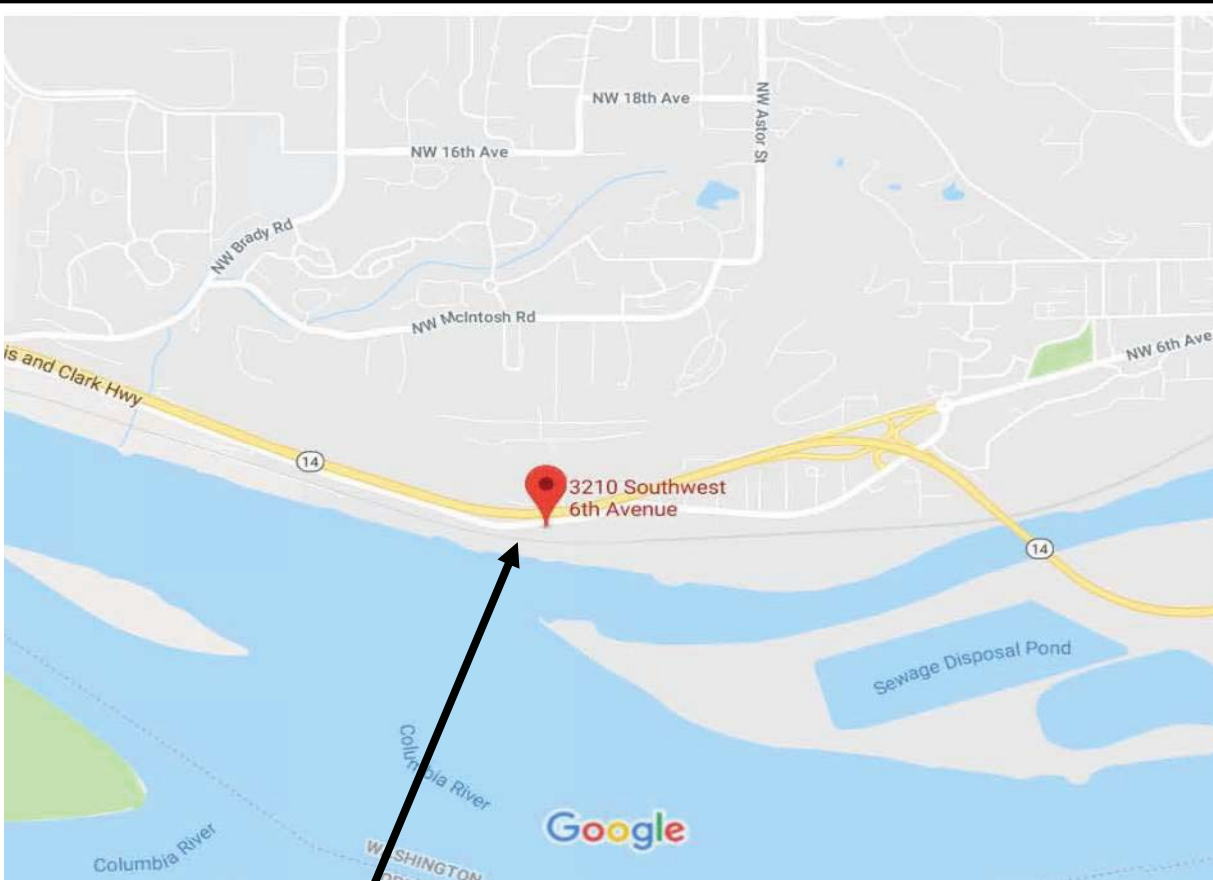 NW 18th Ave
NW Astor St
NW 16th Ave
NW Brady Rd
NW McIntosh Rd
NW 6th Ave
is and Clark Hwy
14
3210 Southwest
6th Avenue
14
Sewage Disposal Pond
Columbia River
Google
Columbia River
WASHINGTON